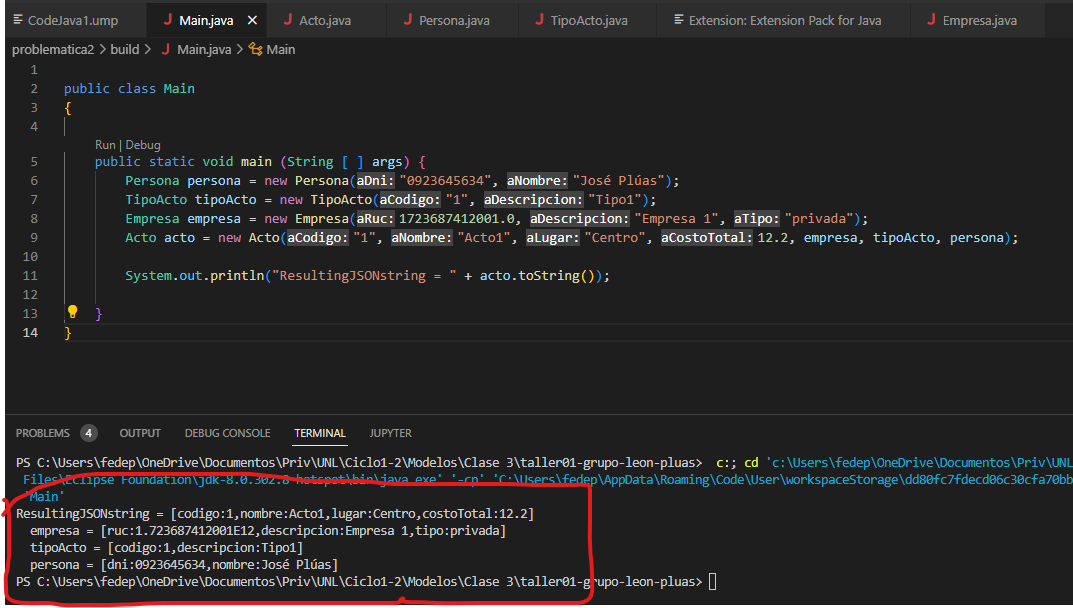 CodeJava1.ump J Main.java × J Acto.java J Persona.java J TipoActo.java Extension: Extension Pack for Java J Empresa.java
problematica2 > build > J Main.java > Main
1
2 public class Main
3 {
4
Run | Debug
5 public static void main (String [ ] args) {
6 Persona persona = new Persona(aDni: "0923645634", aNombre: "José Plúas");
7 TipoActo tipoActo = new TipoActo(aCodigo: "1", aDescripcion: "Tipo1");
8 Empresa empresa = new Empresa(aRuc: 1723687412001.0, aDescripcion: "Empresa 1", aTipo: "privada");
9 Acto acto = new Acto(aCodigo: "1", aNombre: "Acto1", aLugar: "Centro", aCostoTotal: 12.2, empresa, tipoActo, persona);
10
11 System.out.println("ResultingJSONstring = " + acto.toString());
12
13 }
14 }
PROBLEMS 4 OUTPUT DEBUG CONSOLE TERMINAL JUPYTER
PS C:\Users\fedep\OneDrive\Documentos\Priv\UNL\Ciclo1-2\Modelos\Clase 3\taller01-grupo-leon-pluas> c:; cd 'c:\Users\fedep\OneDrive\Documentos\Priv\UNL
Files\Eclipse Foundation\jdk-8.0.302.8-hotspot\bin\java.exe' '-cp' 'C:\Users\fedep\AppData\Roaming\Code\User\workspaceStorage\dd80fc7fdecd06c30cfa70bb
'Main'
ResultingJSONstring = [codigo:1,nombre:Acto1,lugar:Centro,costoTotal:12.2]
empresa = [ruc:1.723687412001E12,descripcion:Empresa 1,tipo:privada]
tipoActo = [codigo:1,descripcion:Tipo1]
persona = [dni:0923645634,nombre:José Plúas]
PS C:\Users\fedep\OneDrive\Documentos\Priv\UNL\Ciclo1-2\Modelos\Clase 3\taller01-grupo-leon-pluas>